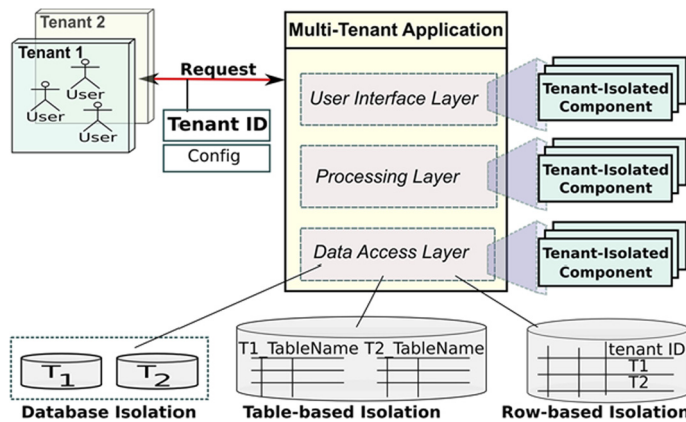 Tenant 2
Tenant 1
User
User
User
Request
Tenant ID
Config
Multi-Tenant Application
User Interface Layer
Tenant-Isolated
Component
Processing Layer
Tenant-Isolated
Component
Data Access Layer
Tenant-Isolated
Component
T1
T2
Database Isolation
T1_TableName T2_TableName
Table-based Isolation
tenant ID
T1
T2
Row-based Isolation